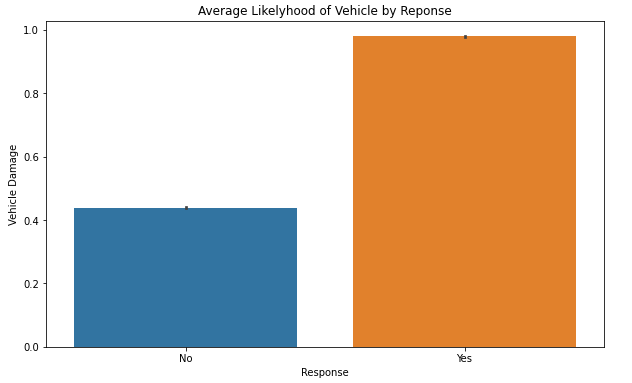 Average Likelyhood of Vehicle by Reponse
1.0
0.8
0.6
0.4
0.2
0.0
Vehicle Damage
No
Yes
Response